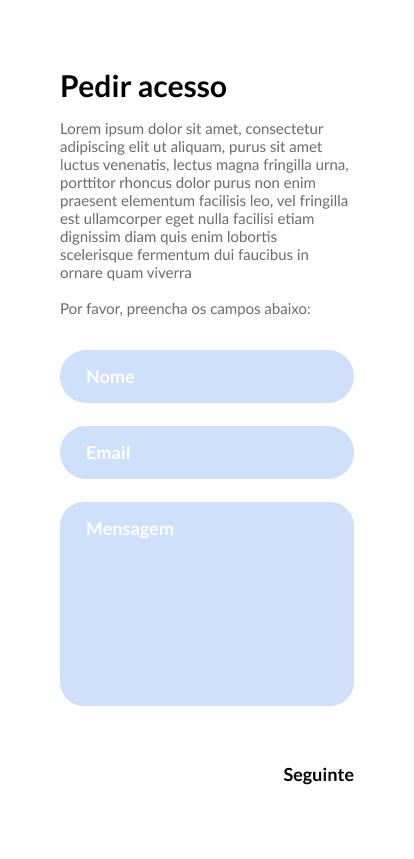 Pedir acesso
Lorem ipsum dolor sit amet, consectetur
adipiscing elit ut aliquam, purus sit amet
luctus venenatis, lectus magna fringilla urna,
porttitor rhoncus dolor purus non enim
praesent elementum facilisis leo, vel fringilla
est ullamcorper eget nulla facilisi etiam
dignissim diam quis enim lobortis
scelerisque fermentum dui faucibus in
ornare quam viverra
Por favor, preencha os campos abaixo:
Nome
Email
Mensagem
Seguinte